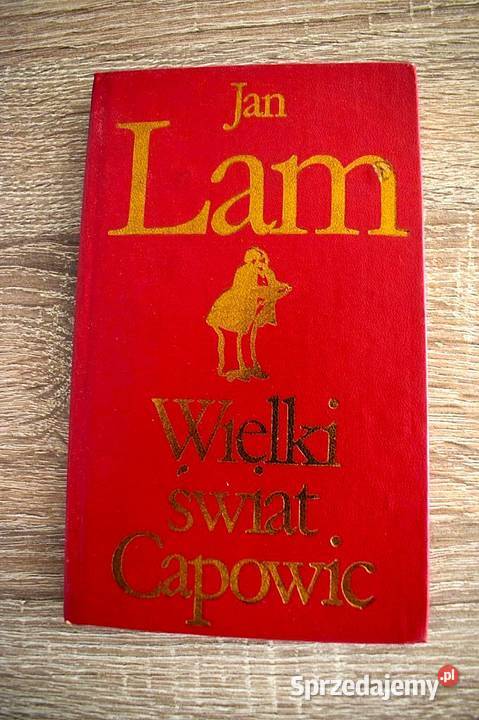 Jan
Lam
Wielki
świat
Capowic
Sprzedajemy.pl